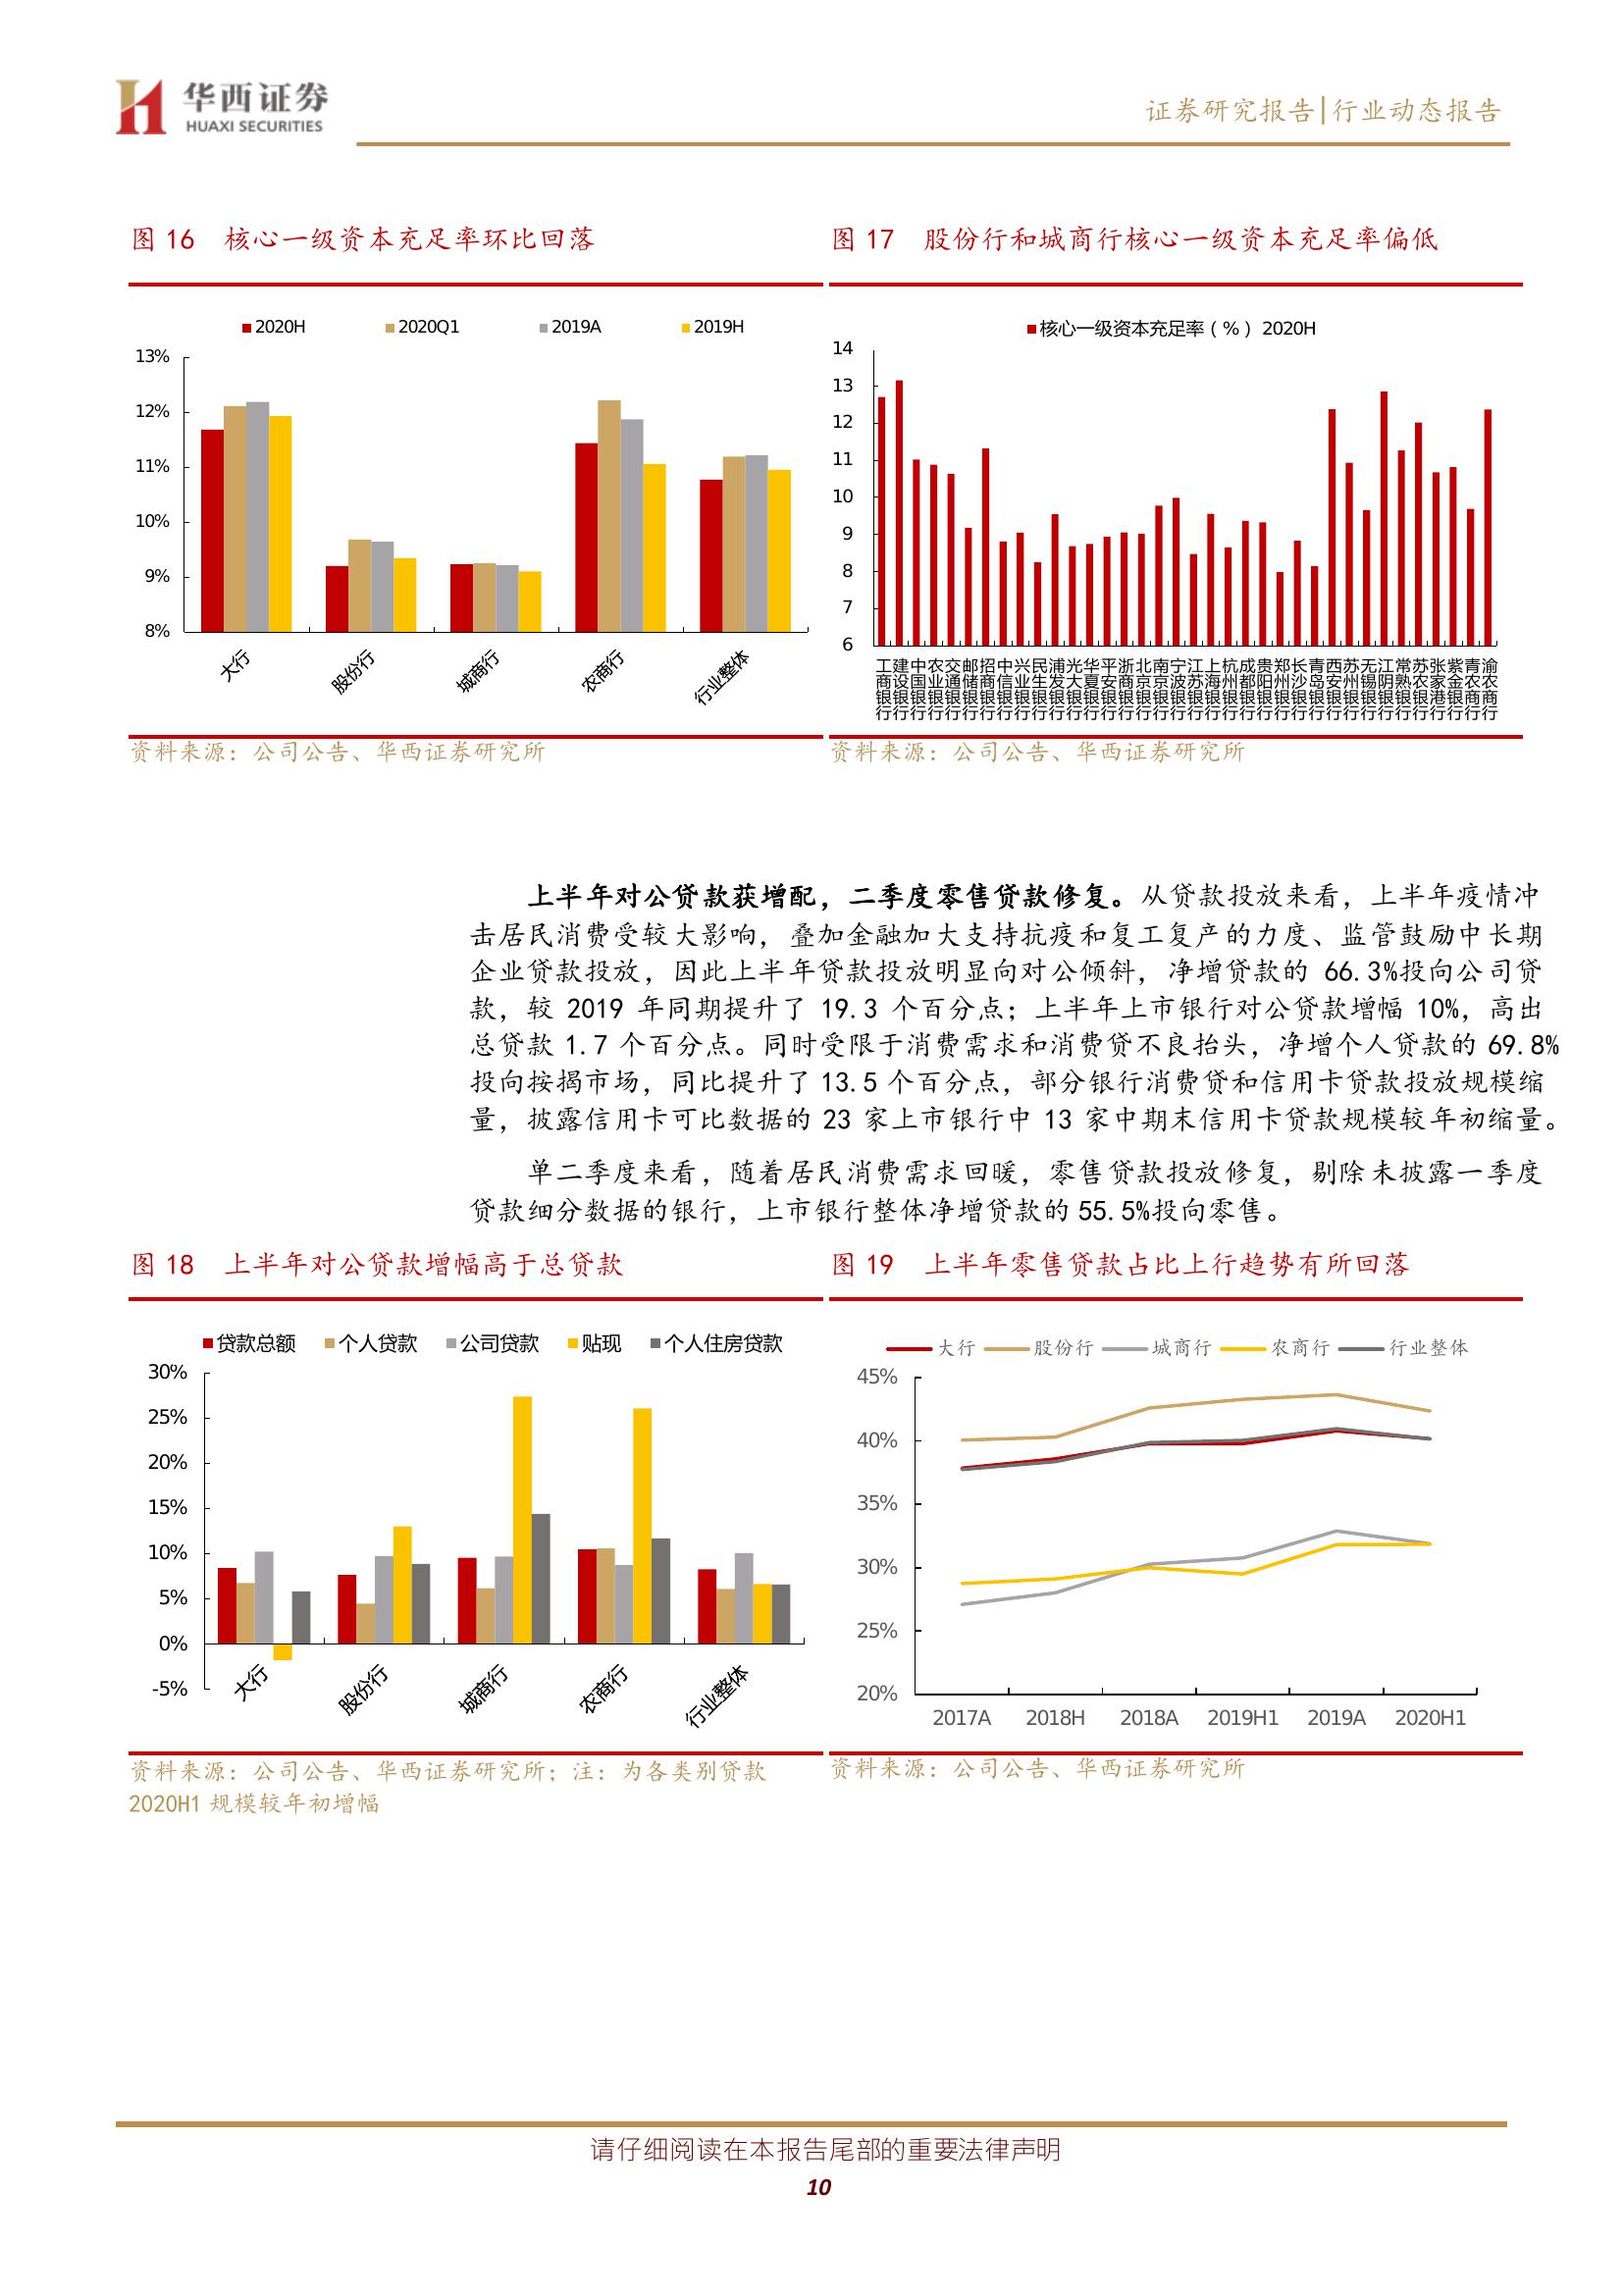 华西证券
HUAXI SECURITIES
证券研究报告|行业动态报告
图 16 核心一级资本充足率环比回落
2020H 2020Q1 2019A 2019H
13%
12%
11%
10%
9%
8%
大行 股份行 城商行 农商行 行业整体
资料来源：公司公告、华西证券研究所
图 17 股份行和城商行核心一级资本充足率偏低
核心一级资本充足率（%） 2020H
14
13
12
11
10
9
8
7
6
工商银行 建设银行 中国银行 农业银行 交通银行 邮储银行 招商银行 中信银行 兴业银行 民生银行 浦发银行 光大银行 华夏银行 平安银行 浙商银行 北京银行 南京银行 宁波银行 江苏银行 上海银行 杭州银行 成都银行 贵阳银行 郑州银行 长沙银行 青岛银行 西安银行 苏州银行 无锡银行 江阴银行 常熟银行 苏农银行 张家港行 紫金银行 青农商行 渝农商行
资料来源：公司公告、华西证券研究所
上半年对公贷款获增配，二季度零售贷款修复。从贷款投放来看，上半年疫情冲
击居民消费受较大影响，叠加金融加大支持抗疫和复工复产的力度、监管鼓励中长期
企业贷款投放，因此上半年贷款投放明显向对公倾斜，净增贷款的 66.3%投向公司贷
款，较 2019 年同期提升了 19.3 个百分点；上半年上市银行对公贷款增幅 10%，高出
总贷款 1.7 个百分点。同时受限于消费需求和消费贷不良抬头，净增个人贷款的 69.8%
投向按揭市场，同比提升了 13.5 个百分点，部分银行消费贷和信用卡贷款投放规模缩
量，披露信用卡可比数据的 23 家上市银行中 13 家中期末信用卡贷款规模较年初缩量。
单二季度来看，随着居民消费需求回暖，零售贷款投放修复，剔除未披露一季度
贷款细分数据的银行，上市银行整体净增贷款的 55.5%投向零售。
图 18 上半年对公贷款增幅高于总贷款
贷款总额 个人贷款 公司贷款 贴现 个人住房贷款
30%
25%
20%
15%
10%
5%
0%
-5%
大行 股份行 城商行 农商行 行业整体
资料来源：公司公告、华西证券研究所；注：为各类别贷款
2020H1 规模较年初增幅
图 19 上半年零售贷款占比上行趋势有所回落
大行 股份行 城商行 农商行 行业整体
45%
40%
35%
30%
25%
20%
2017A 2018H 2018A 2019H1 2019A 2020H1
资料来源：公司公告、华西证券研究所
请仔细阅读在本报告尾部的重要法律声明
10